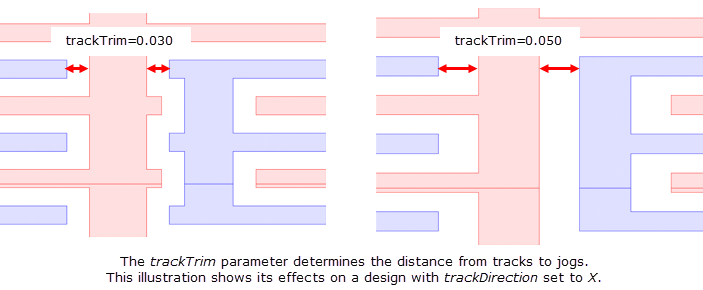 trackTrim=0.030
trackTrim=0.050
The trackTrim parameter determines the distance from tracks to jogs.
This illustration shows its effects on a design with trackDirection set to X.